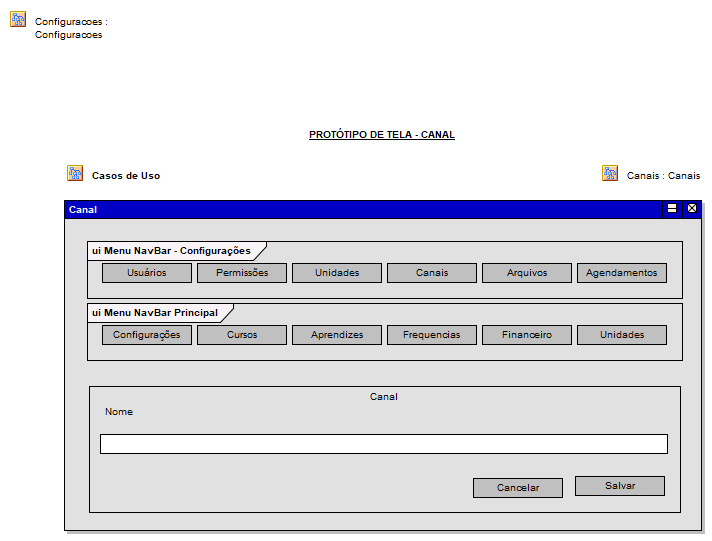 Configuracoes :
Configuracoes
PROTÓTIPO DE TELA - CANAL
Casos de Uso
Canais : Canais
Canal
ui Menu NavBar - Configurações
Usuários Permissões Unidades Canais Arquivos Agendamentos
ui Menu NavBar Principal
Configurações Cursos Aprendizes Frequencias Financeiro Unidades
Canal
Nome
Cancelar Salvar